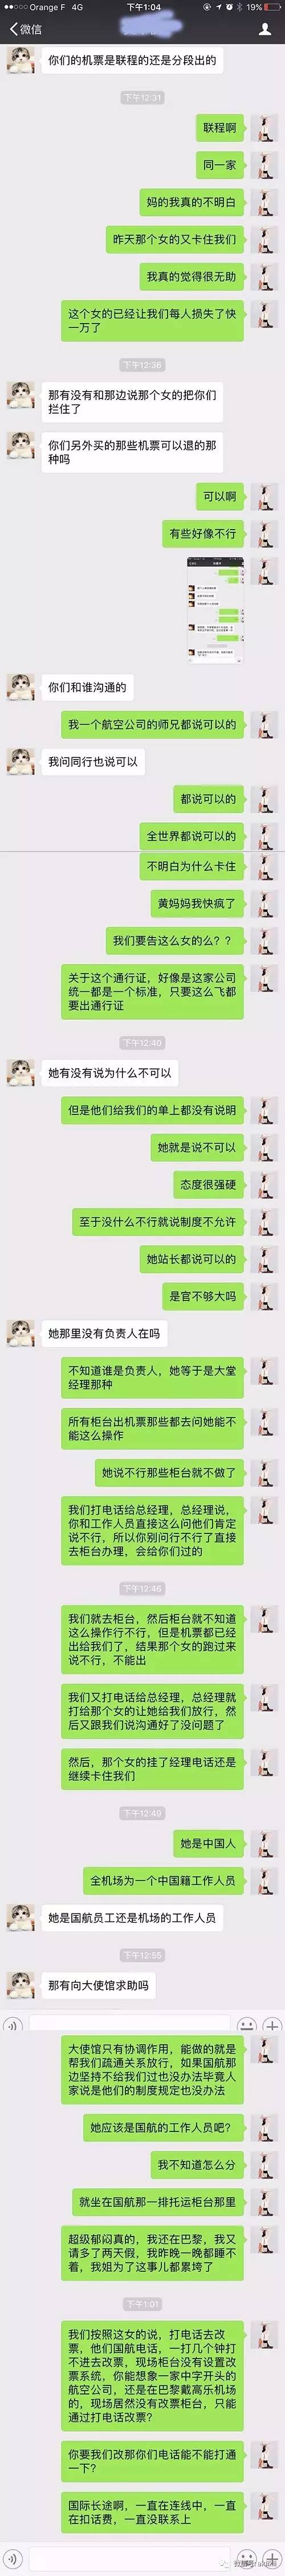 Orange F 4G 下午1:04 19%
微信
你们的机票是联程的还是分段出的
下午12:31
联程啊
同一家
妈的我真的不明白
昨天那个女的又卡住我们
我真的觉得很无助
这个女的已经让我们每人损失了快
一万了
下午12:36
那有没有和那边说那个女的把你们
拦住了
你们另外买的那些机票可以退的那
种吗
可以啊
有些好像不行
你们和谁沟通的
我一个航空公司的师兄都说可以的
我问同行也说可以
都说可以的
全世界都说可以的
不明白为什么卡住
黄妈妈我快疯了
我们要告这么女的么？？
关于这个通行证，好像是这家公司
统一都是一个标准，只要这么飞都
要出通行证
下午12:40
她有没有说为什么不可以
但是他们给我们的单上都没有说明
她就是说不可以
态度很强硬
至于没什么不行就说制度不允许
她站长都说可以的
是官不够大吗
她那里没有负责人在吗
不知道谁是负责人，她等于是大堂
经理那种
所有柜台出机票那些都去问她能不
能这么操作
她说不行那些柜台就不做了
我们打电话给总经理，总经理说，
你和工作人员直接这么问他们肯定
说不行，所以你别问行不行了直接
去柜台办理，会给你们过的
下午12:46
我们就去柜台，然后柜台就不知道
这么操作行不行，但是机票都已经
出给我们了，结果那个女的跑过来
说不行，不能出
我们又打电话给总经理，总经理就
打给那个女的让她给我们放行，然
后又跟我们说沟通好了没问题了
然后，那个女的挂了经理电话还是
继续卡住我们
下午12:49
她是中国人
全机场为一个中国籍工作人员
她是国航员工还是机场的工作人员
下午12:55
那有向大使馆求助吗
大使馆只有协调作用，能做的就是
帮我们疏通关系放行，如果国航那
边坚持不给我们过也没办法毕竟人
家说是他们的制度规定也没办法
她应该是国航的工作人员吧？
我不知道怎么分
就坐在国航那一排托运柜台那里
超级郁闷真的，我还在巴黎，我又
请多了两天假，我昨晚一晚都睡不
着，我姐为了这事儿都累垮了
下午1:01
我们按照这女的说，打电话去改
票，他们国航电话，一打几个钟打
不进去改票，现场柜台没有设置改
票系统，你能想象一家中字开头的
航空公司，还是在巴黎戴高乐机场
的，现场居然没有改票柜台，只能
通过打电话改票？
你要我们改那你们电话能不能打通
一下？
国际长途啊，一直在连线中，一直
在扣话费，一直没联系上